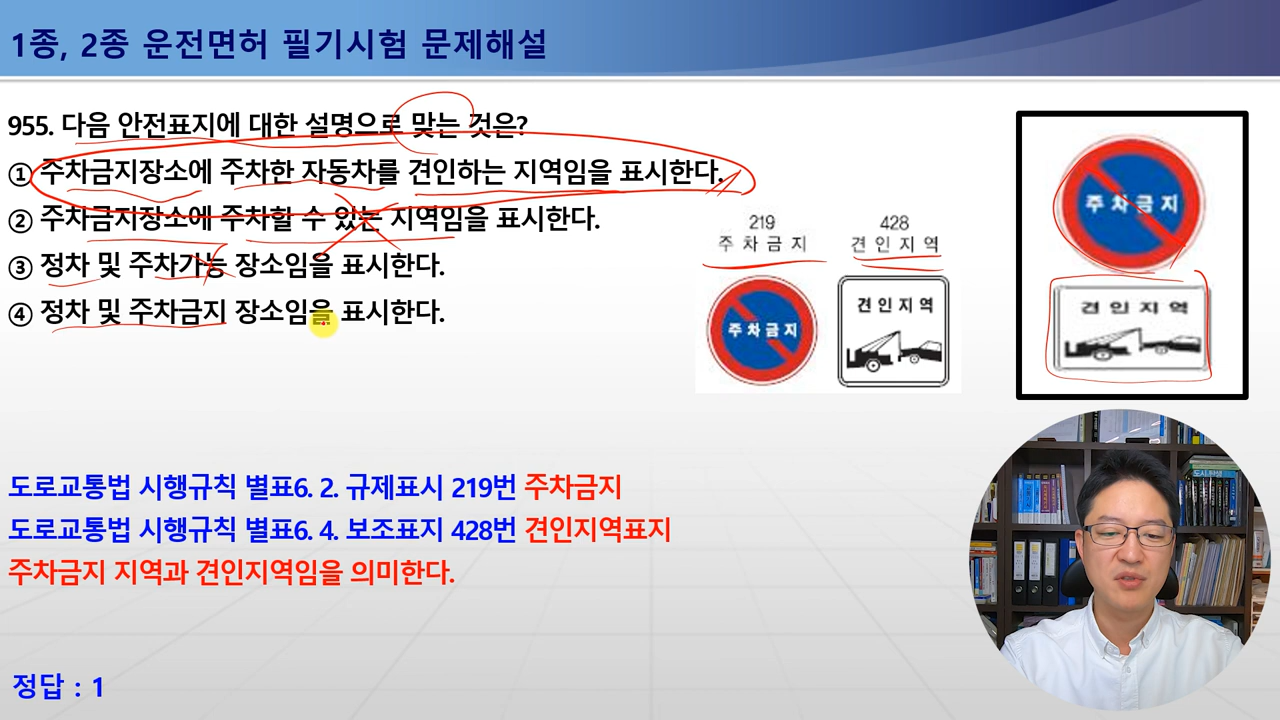 1종, 2종 운전면허 필기시험 문제해설
955. 다음 안전표지에 대한 설명으로 맞는 것은?
① 주차금지장소에 주차한 자동차를 견인하는 지역임을 표시한다.
② 주차금지장소에 주차할 수 있는 지역임을 표시한다.
③ 정차 및 주차가능 장소임을 표시한다.
④ 정차 및 주차금지 장소임을 표시한다.
219
주 차 금 지
428
견 인 지 역
주차금지
견인지역
주차금지
견인지역
도로교통법 시행규칙 별표6. 2. 규제표시 219번 주차금지
도로교통법 시행규칙 별표6. 4. 보조표지 428번 견인지역표지
주차금지 지역과 견인지역임을 의미한다.
정답 : 1